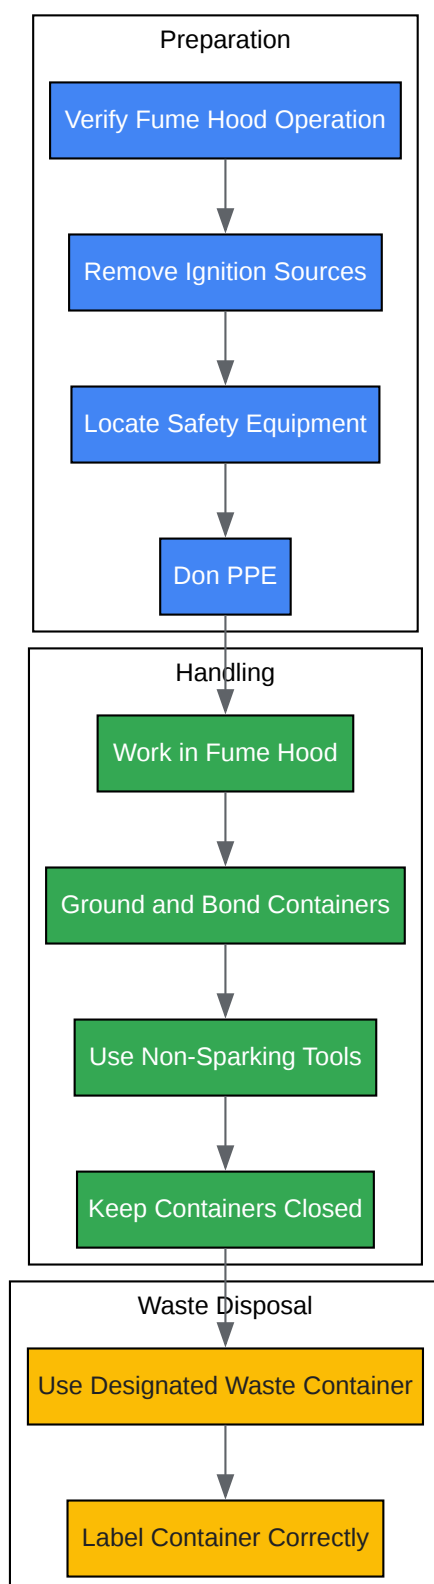 Preparation
Verify Fume Hood Operation
Remove Ignition Sources
Locate Safety Equipment
Don PPE
Handling
Work in Fume Hood
Ground and Bond Containers
Use Non-Sparking Tools
Keep Containers Closed
Waste Disposal
Use Designated Waste Container
Label Container Correctly